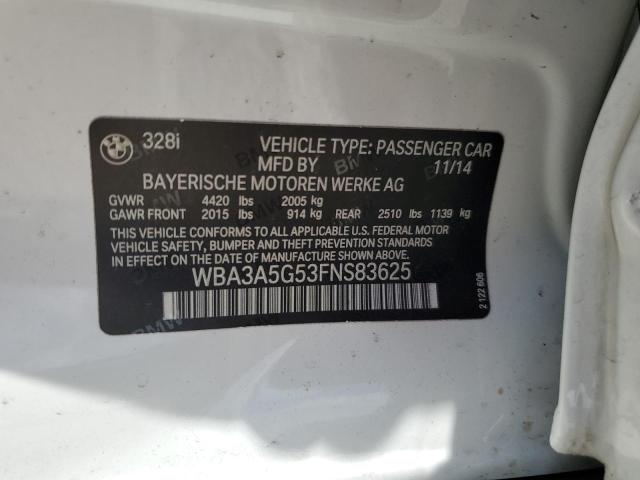 328i VEHICLE TYPE: PASSENGER CAR
MFD BY 11/14
BAYERISCHE MOTOREN WERKE AG
GVWR 4420 lbs 2005 kg
GAWR FRONT 2015 lbs 914 kg REAR 2510 lbs 1139 kg
THIS VEHICLE CONFORMS TO ALL APPLICABLE U.S. FEDERAL MOTOR
VEHICLE SAFETY, BUMPER AND THEFT PREVENTION STANDARDS IN
EFFECT ON THE DATE OF MANUFACTURE SHOWN ABOVE.
WBA3A5G53FNS83625
2 122 606